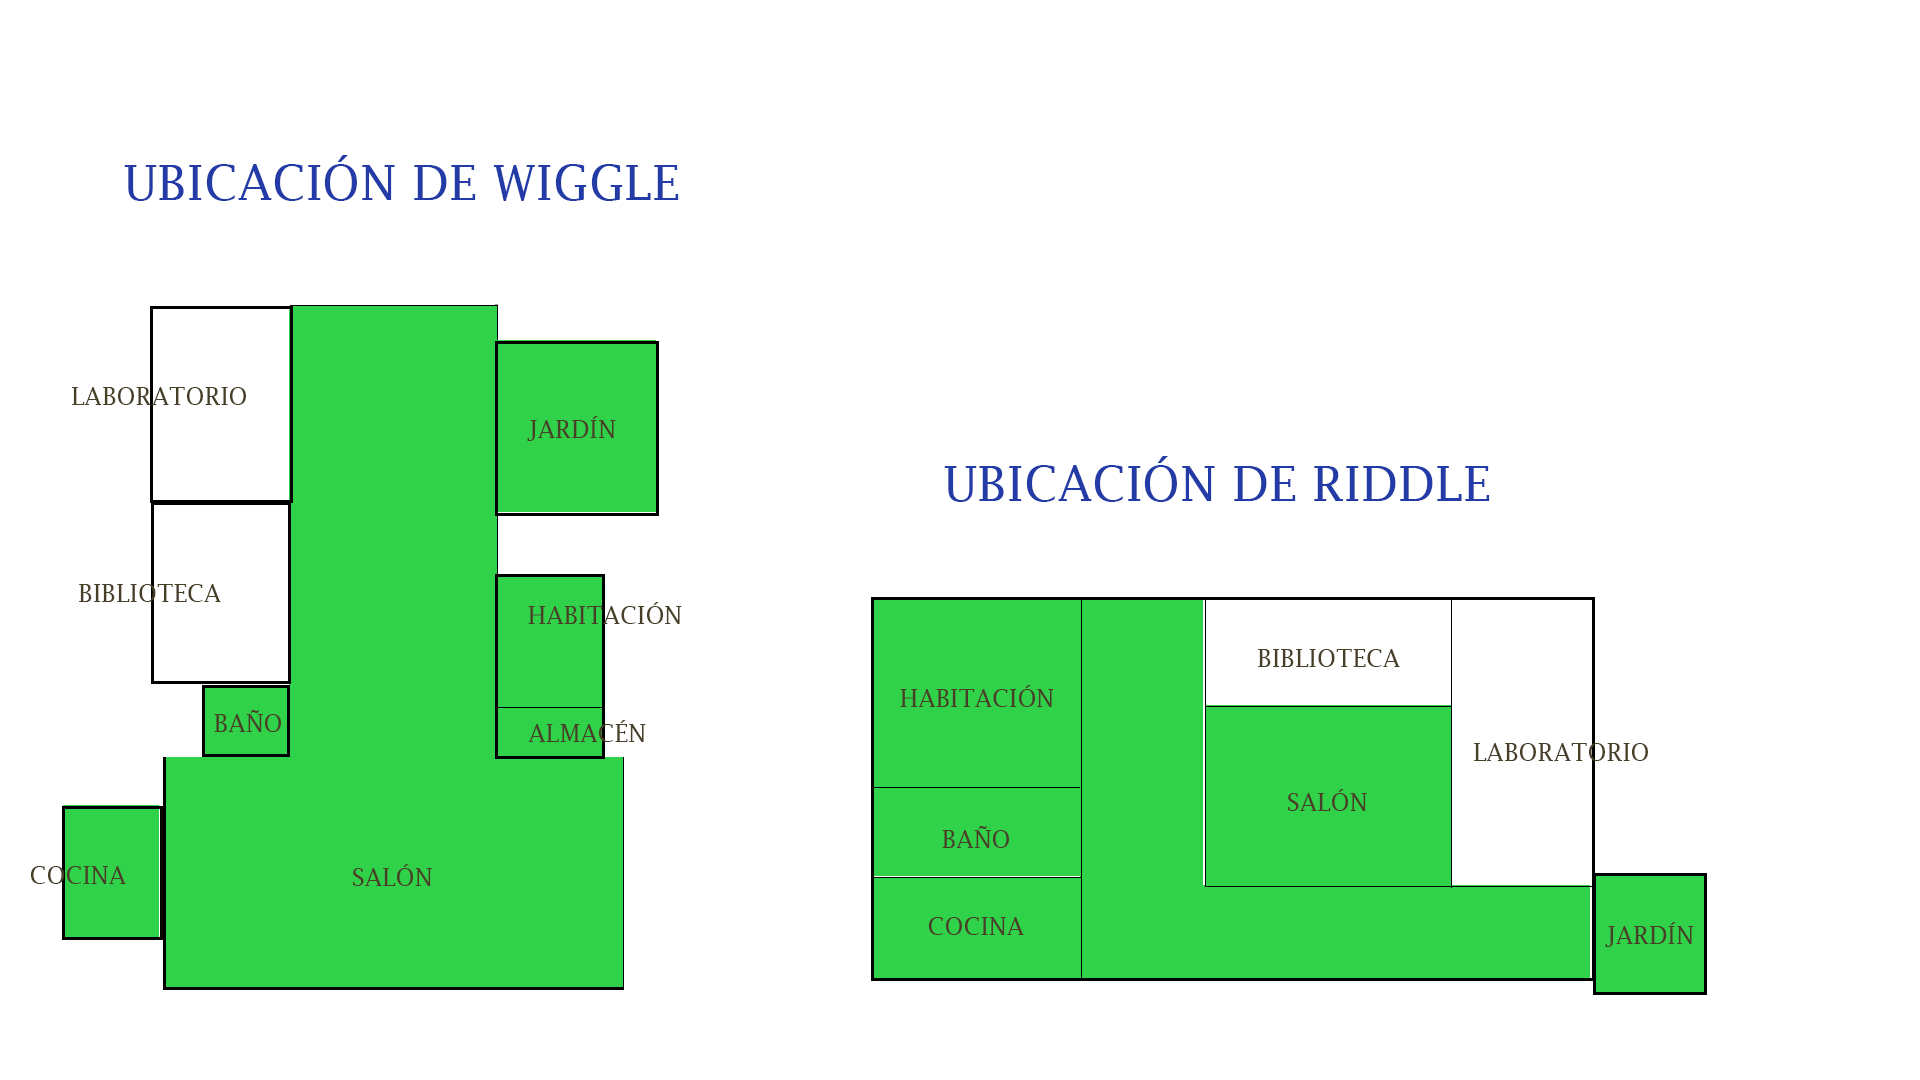 UBICACIÓN DE WIGGLE
LABORATORIO
JARDÍN
BIBLIOTECA
HABITACIÓN
BAÑO
ALMACÉN
COCINA
SALÓN
UBICACIÓN DE RIDDLE
BIBLIOTECA
HABITACIÓN
LABORATORIO
SALÓN
BAÑO
COCINA
JARDÍN